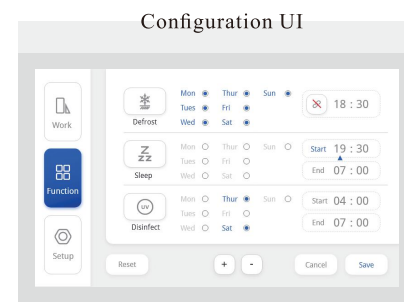 Configuration UI
Work
Function
Setup
Defrost
Mon Thur Sun
Tues Fri
Wed Sat
18 : 30
Z
Z Z
Sleep
Mon Thur Sun
Tues Fri
Wed Sat
Start 19 : 30
End 07 : 00
UV
Disinfect
Mon Thur Sun
Tues Fri
Wed Sat
Start 04 : 00
End 07 : 00
Reset + - Cancel Save